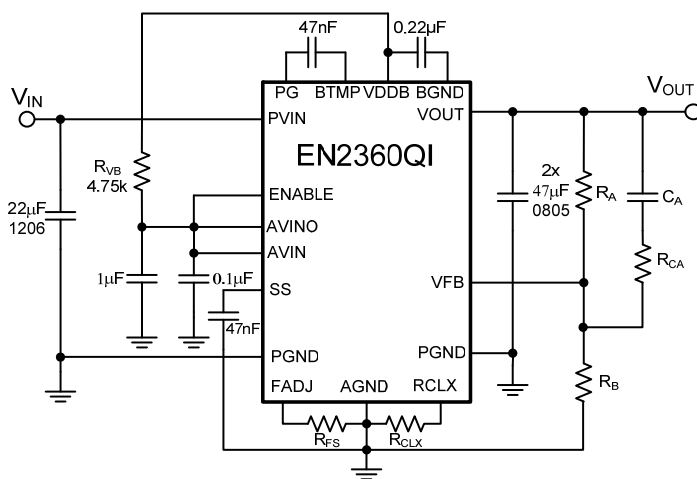 47nF
0.22µF
PG
BTMP
VDDB
BGND
VIN
VOUT
PVIN
VOUT
EN2360QI
RVB
4.75k
2x
47µF
0805
RA
CA
ENABLE
22µF
1206
AVINO
AVIN
RCA
1µF
0.1µF
SS
VFB
47nF
PGND
PGND
FADJ
AGND
RCLX
RB
RFS
RCLX